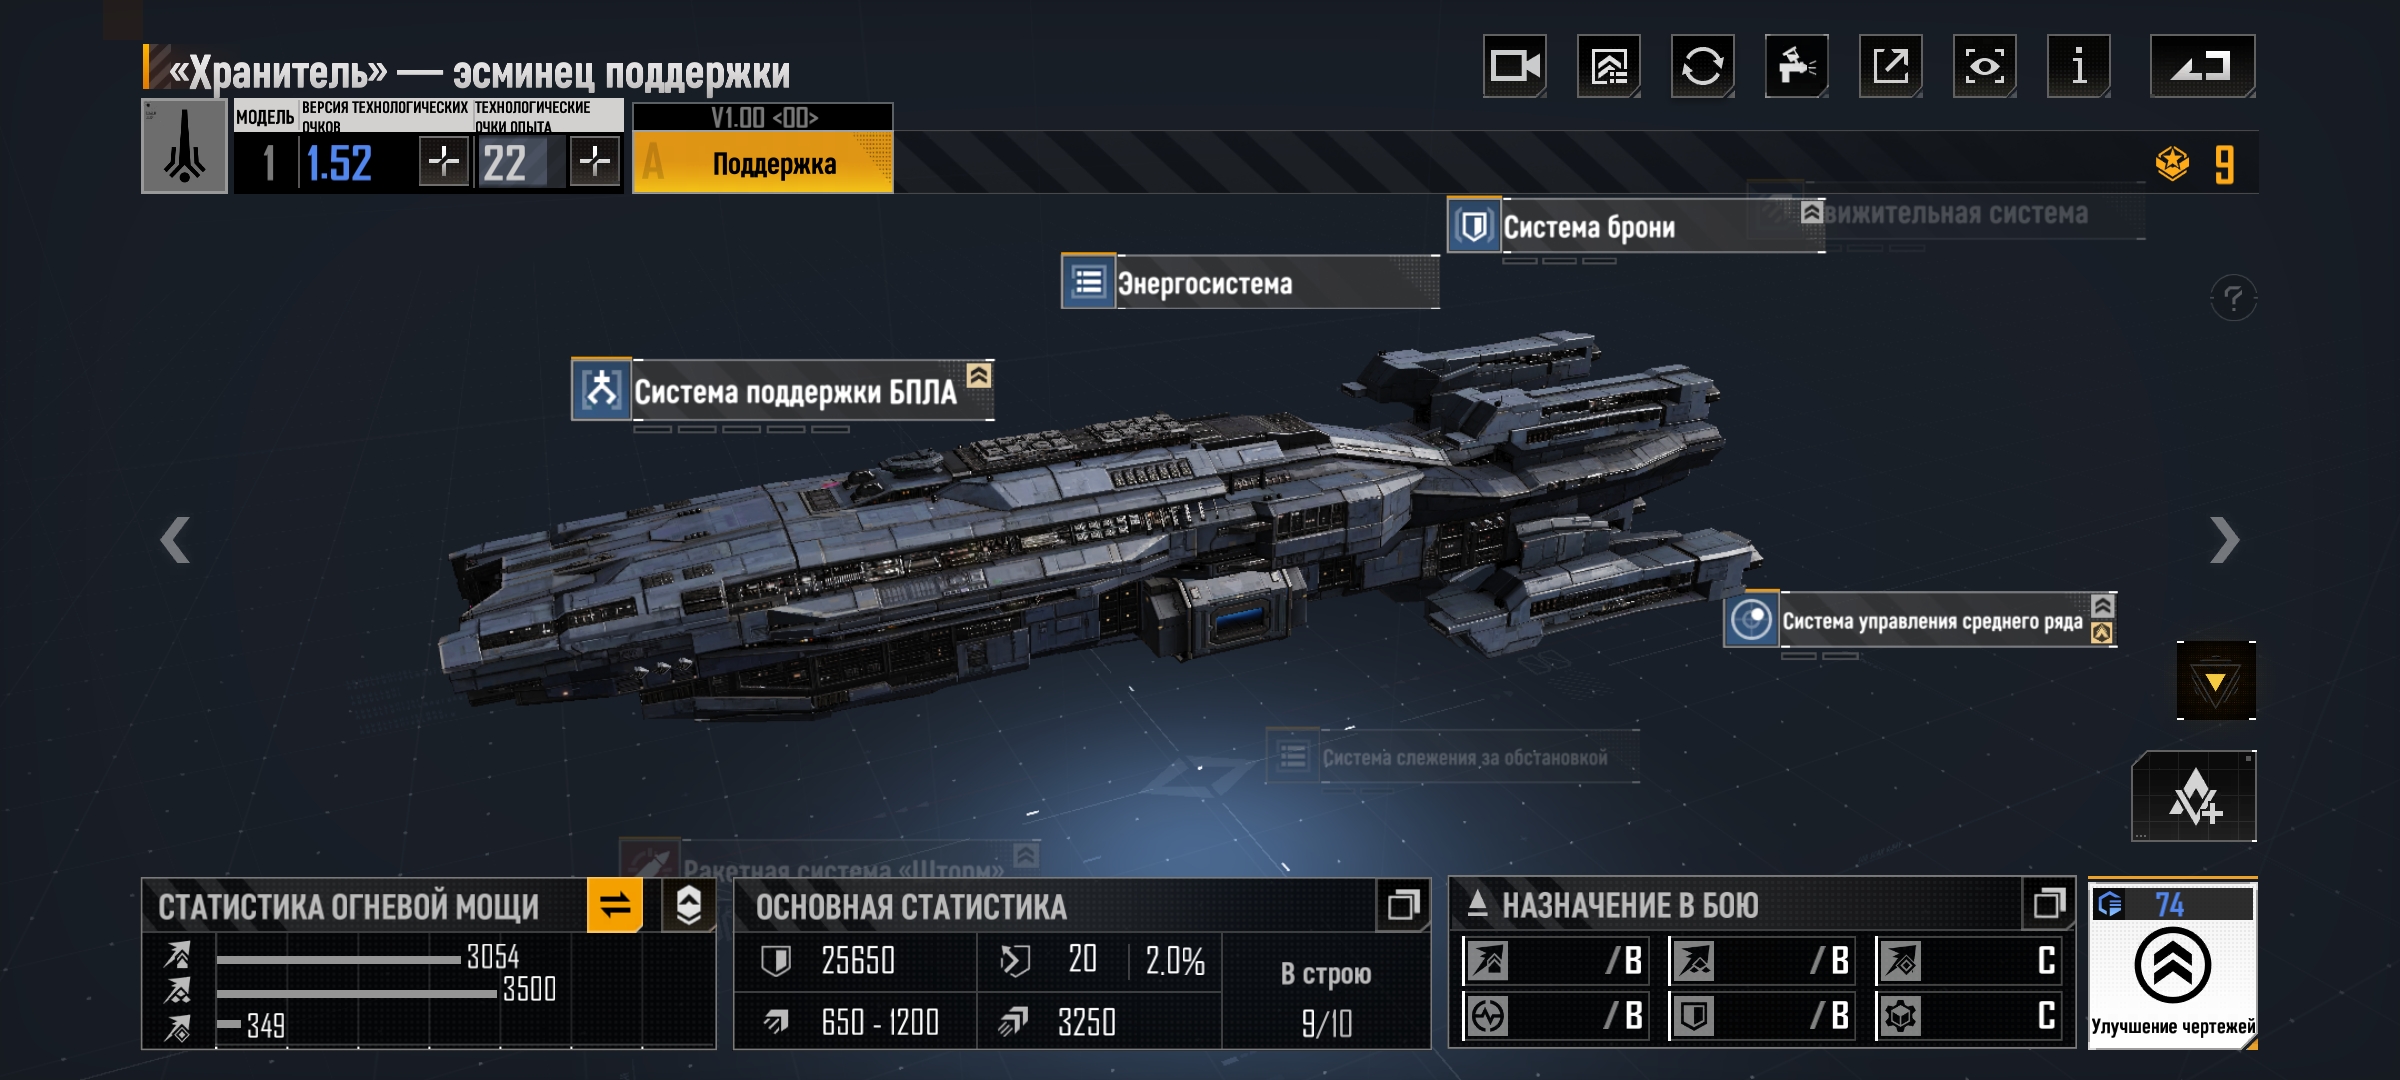 «Хранитель» — эсминец поддержки
МОДЕЛЬ
ВЕРСИЯ ТЕХНОЛОГИЧЕСКИХ
ОЧКОВ
ТЕХНОЛОГИЧЕСКИЕ
ОЧКИ ОПЫТА
1
1.52
22
V1.00 <00>
A
Поддержка
9
Система брони
вижительная система
Энергосистема
Система поддержки БПЛА
Система управления среднего ряда
Система слежения за обстановкой
Ракетная система «Шторм»
СТАТИСТИКА ОГНЕВОЙ МОЩИ
3054
3500
349
ОСНОВНАЯ СТАТИСТИКА
25650
20
2.0%
650 - 1200
3250
В строю
9/10
НАЗНАЧЕНИЕ В БОЮ
/B
/B
C
/B
/B
C
74
Улучшение чертежей